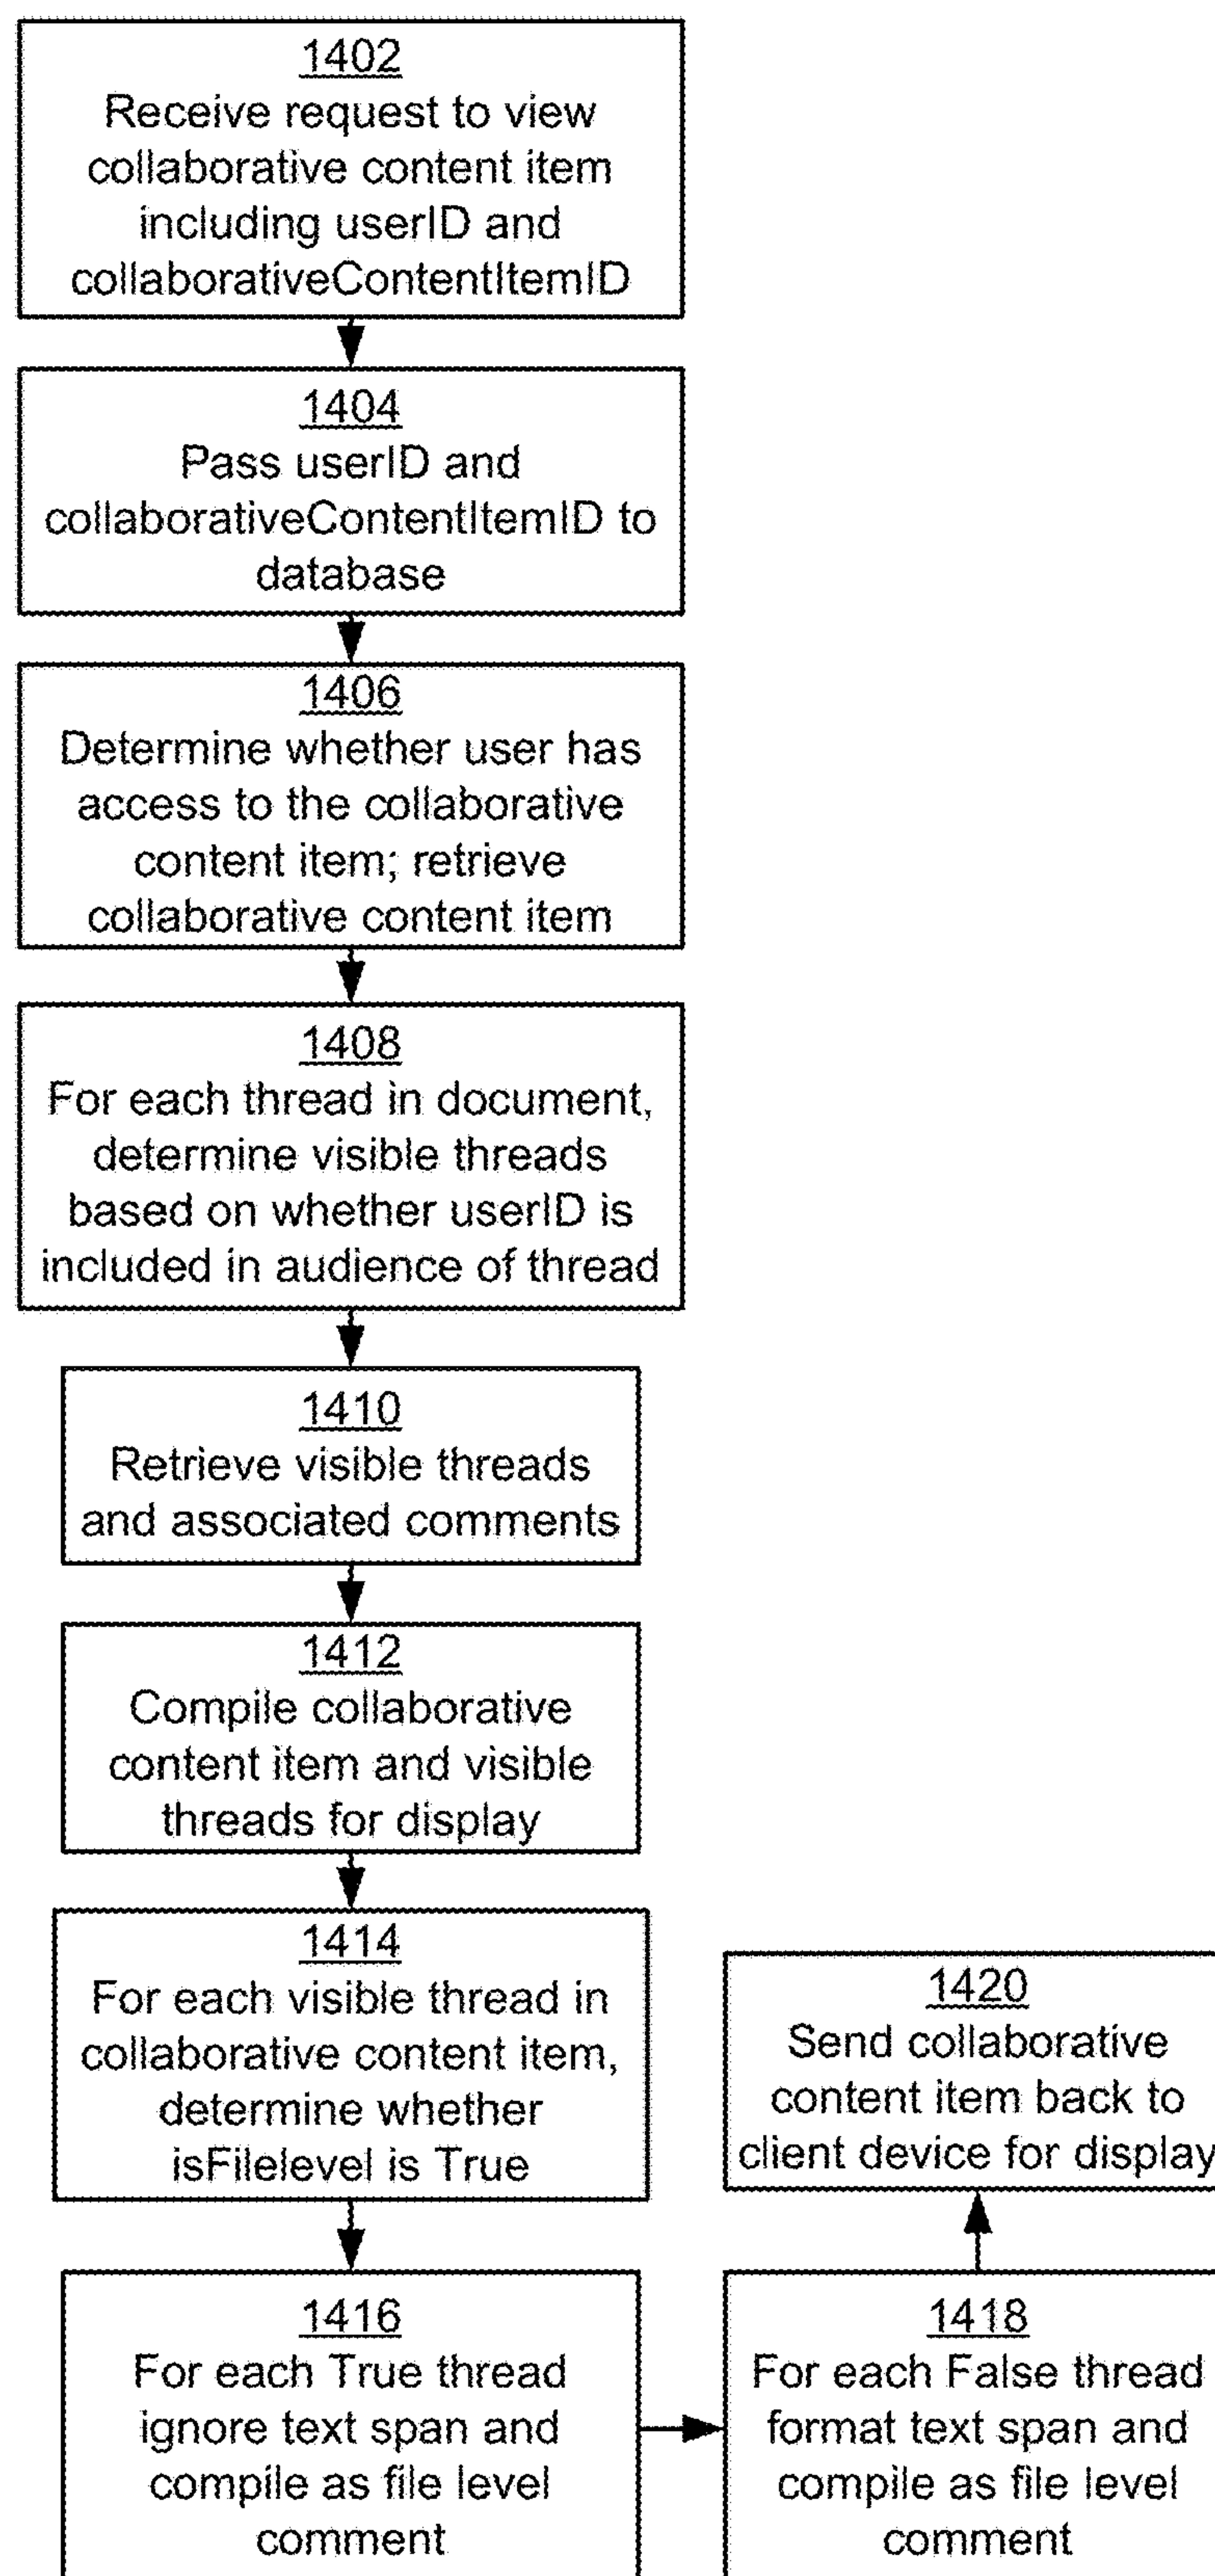 1402
Receive request to view
collaborative content item
including userID and
collaborativeContentItemID
1404
Pass userID and
collaborativeContentItemID to
database
1406
Determine whether user has
access to the collaborative
content item; retrieve
collaborative content item
1408
For each thread in document,
determine visible threads
based on whether userID is
included in audience of thread
1410
Retrieve visible threads
and associated comments
1412
Compile collaborative
content item and visible
threads for display
1414
For each visible thread in
collaborative content item,
determine whether
isFilelevel is True
1416
For each True thread
ignore text span and
compile as file level
comment
1418
For each False thread
format text span and
compile as file level
comment
1420
Send collaborative
content item back to
client device for display